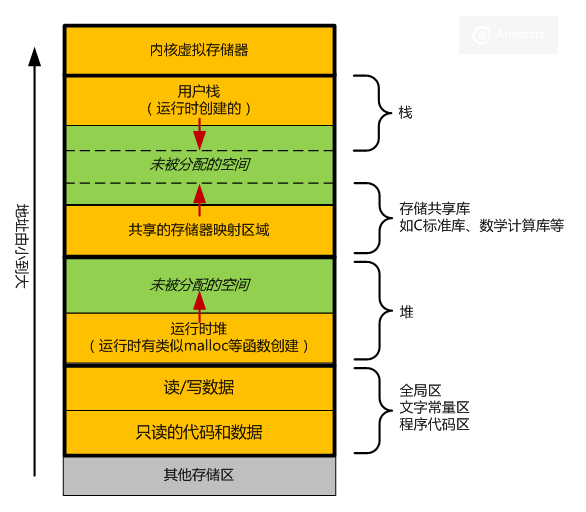 Annotate
内核虚拟存储器
用户栈
（运行时创建的）
栈
未被分配的空间
存储共享库
如C标准库、数学计算库等
共享的存储器映射区域
地址由小到大
未被分配的空间
堆
运行时堆
（运行时有类似malloc等函数创建）
读/写数据
全局区
文字常量区
程序代码区
只读的代码和数据
其他存储区